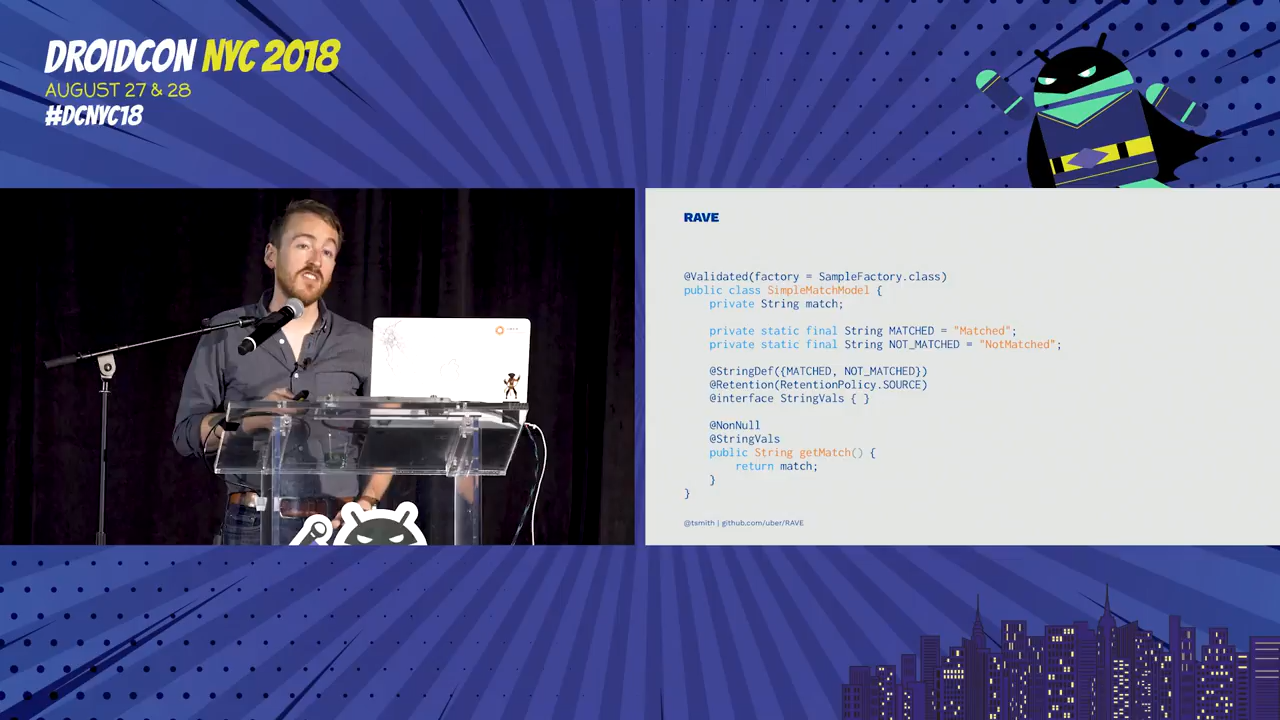 DROIDCON NYC 2018
AUGUST 27 & 28
#DCNYC18
RAVE
@Validated(factory = SampleFactory.class)
public class SimpleMatchModel {
private String match;
private static final String MATCHED = "Matched";
private static final String NOT_MATCHED = "NotMatched";
@StringDef({MATCHED, NOT_MATCHED})
@Retention(RetentionPolicy.SOURCE)
@interface StringVals { }
@NonNull
@StringVals
public String getMatch() {
return match;
}
}
@tsmith | github.com/uber/RAVE